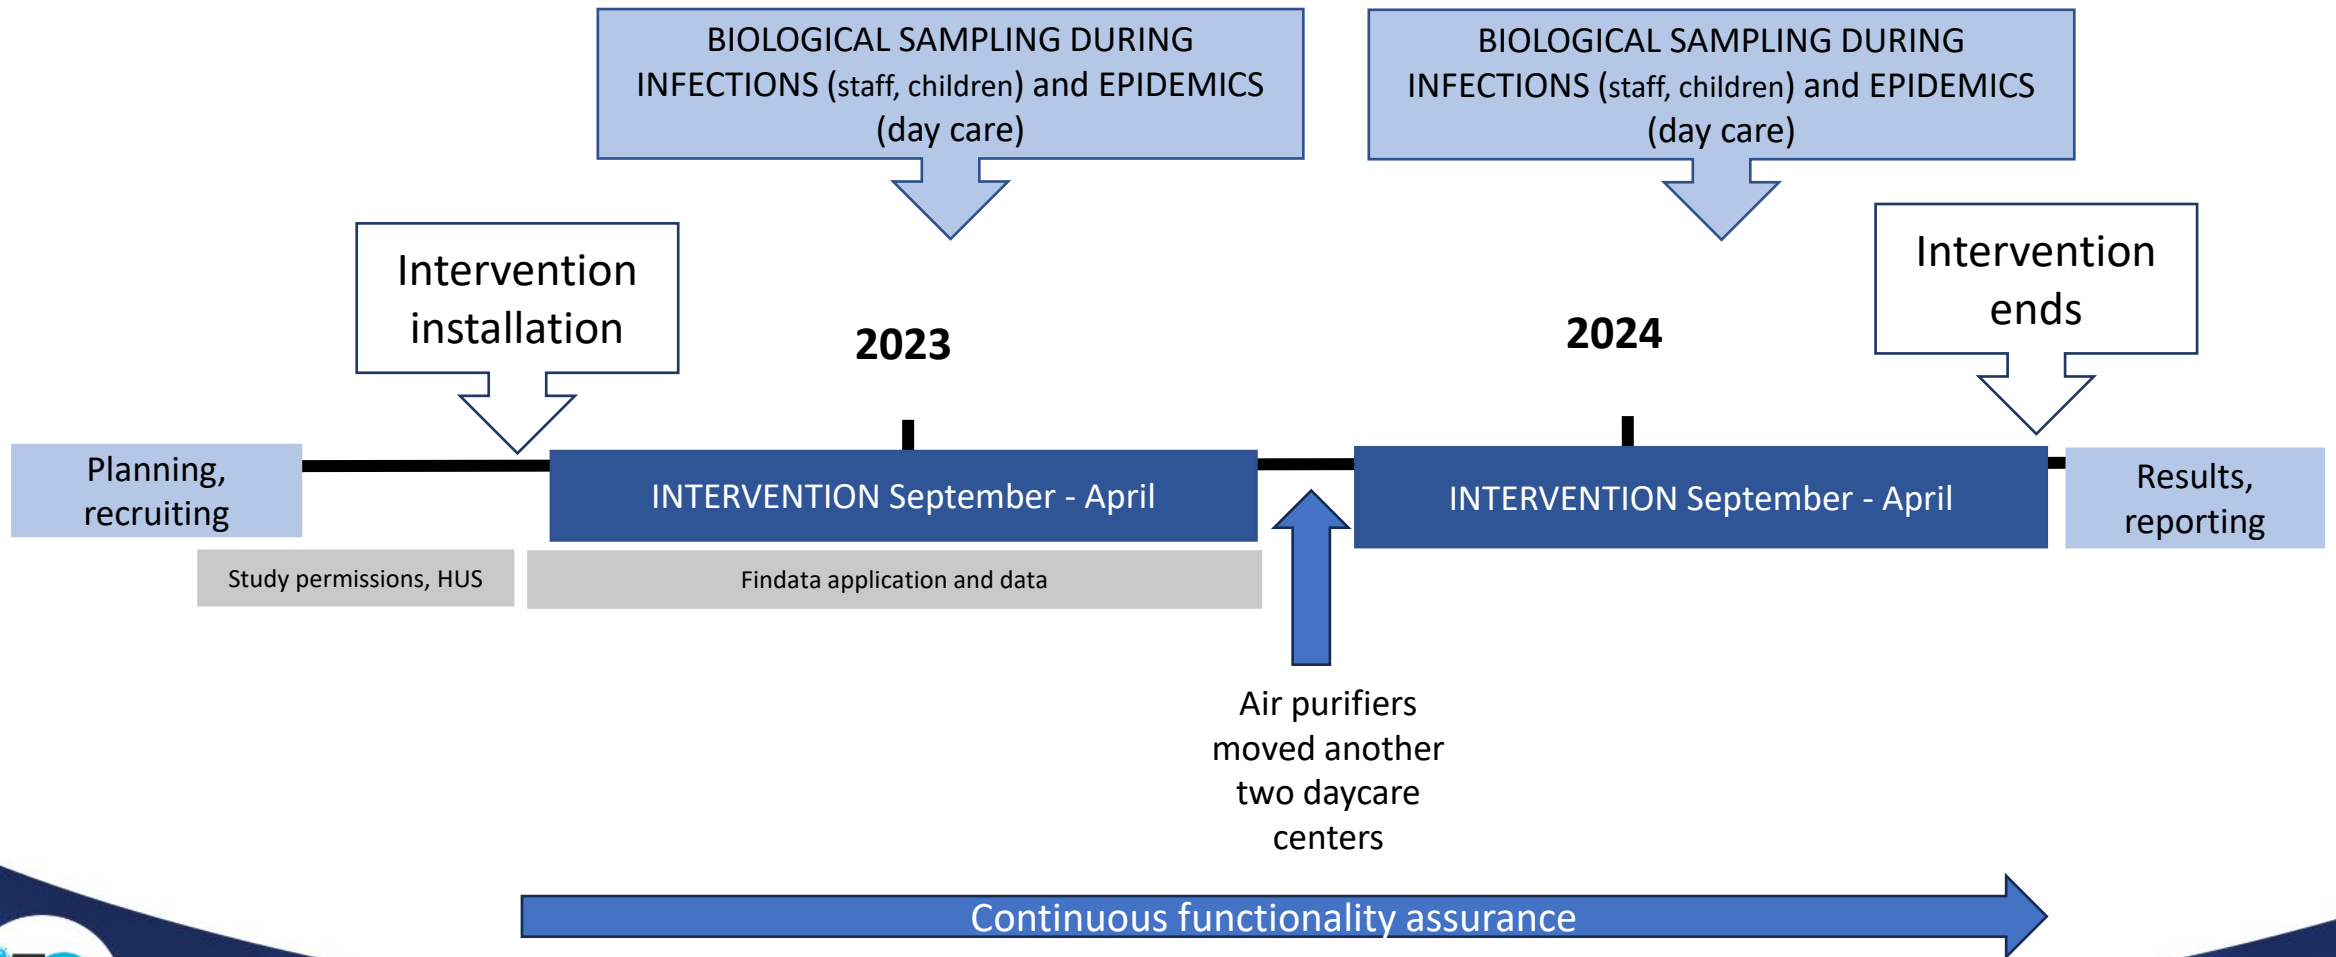 BIOLOGICAL SAMPLING DURING
INFECTIONS (staff, children) and EPIDEMICS
(day care)
BIOLOGICAL SAMPLING DURING
INFECTIONS (staff, children) and EPIDEMICS
(day care)
Intervention
installation
2023
2024
Intervention
ends
Planning,
recruiting
INTERVENTION September - April
INTERVENTION September - April
Results,
reporting
Study permissions, HUS
Findata application and data
Air purifiers
moved another
two daycare
centers
Continuous functionality assurance